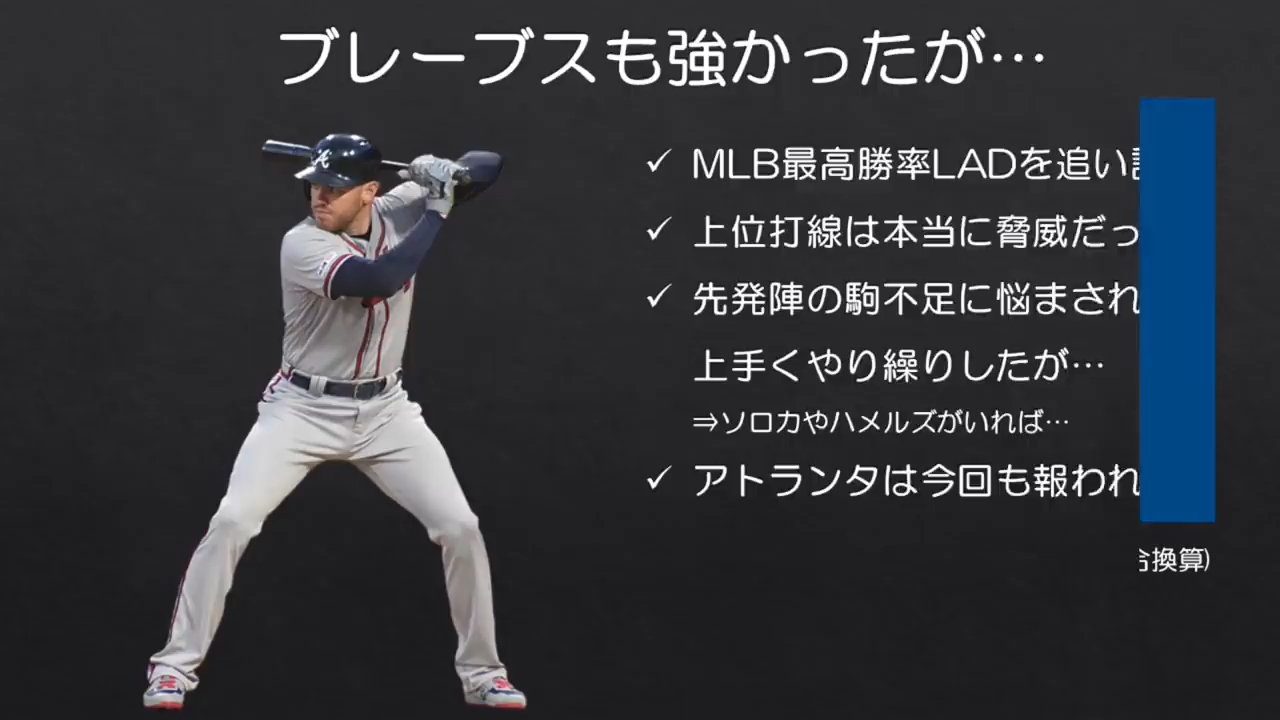 ブレーブスも強かったが…
✓ MLB最高勝率LADを追い
✓ 上位打線は本当に脅威だっ
✓ 先発陣の駒不足に悩まされ
上手くやり繰りしたが…
⇒ソロカやハメルズがいれば…
✓ アトランタは今回も報われ
換算)